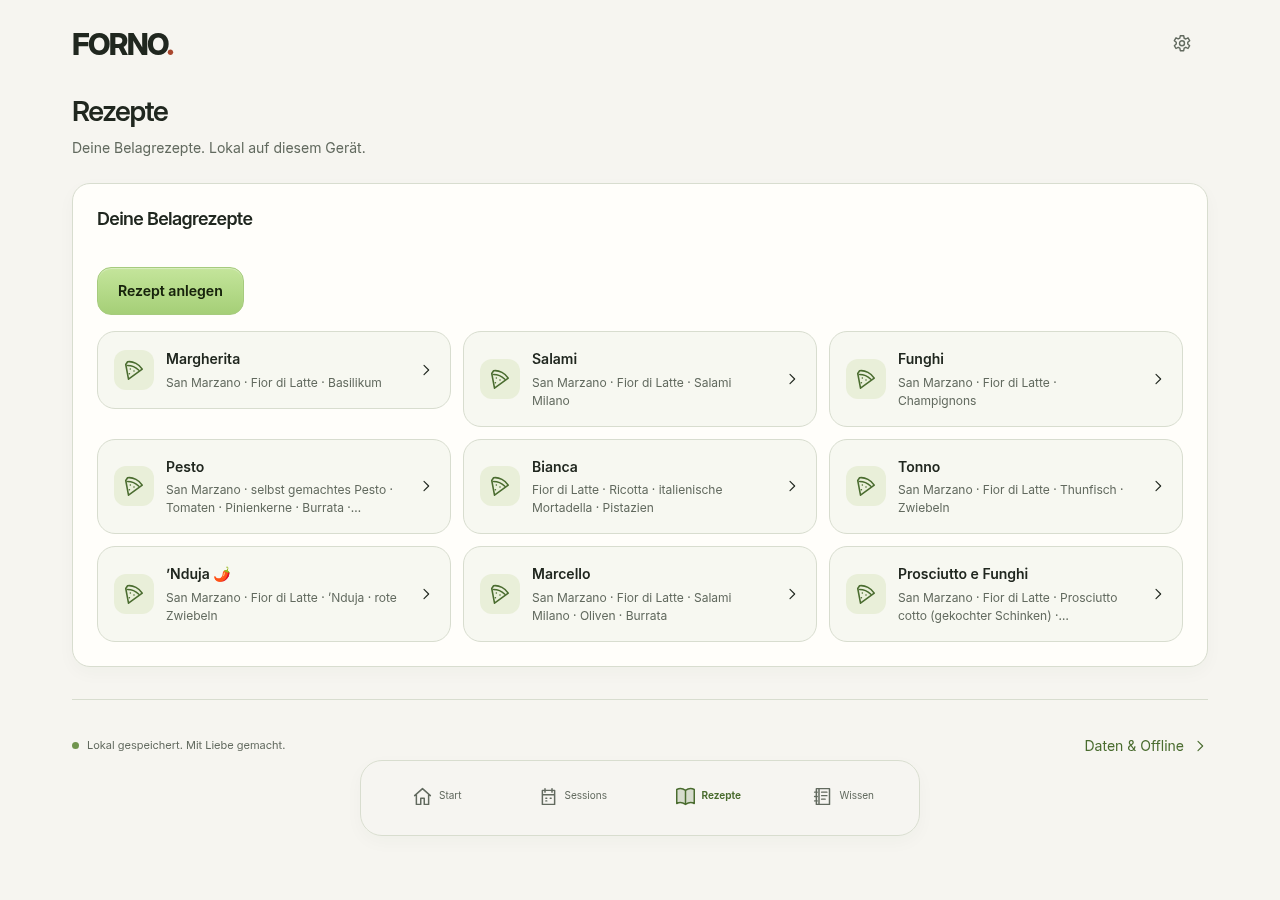 FORNO.
Rezepte
Deine Belagrezepte. Lokal auf diesem Gerät.
Deine Belagrezepte
Rezept anlegen
Margherita
San Marzano · Fior di Latte · Basilikum
Salami
San Marzano · Fior di Latte · Salami
Milano
Funghi
San Marzano · Fior di Latte ·
Champignons
Pesto
San Marzano · selbst gemachtes Pesto ·
Tomaten · Pinienkerne · Burrata ·…
Bianca
Fior di Latte · Ricotta · italienische
Mortadella · Pistazien
Tonno
San Marzano · Fior di Latte · Thunfisch ·
Zwiebeln
’Nduja 🌶️
San Marzano · Fior di Latte · ’Nduja · rote
Zwiebeln
Marcello
San Marzano · Fior di Latte · Salami
Milano · Oliven · Burrata
Prosciutto e Funghi
San Marzano · Fior di Latte · Prosciutto
cotto (gekochter Schinken) ·…
Lokal gespeichert. Mit Liebe gemacht.
Daten & Offline
Start
Sessions
Rezepte
Wissen